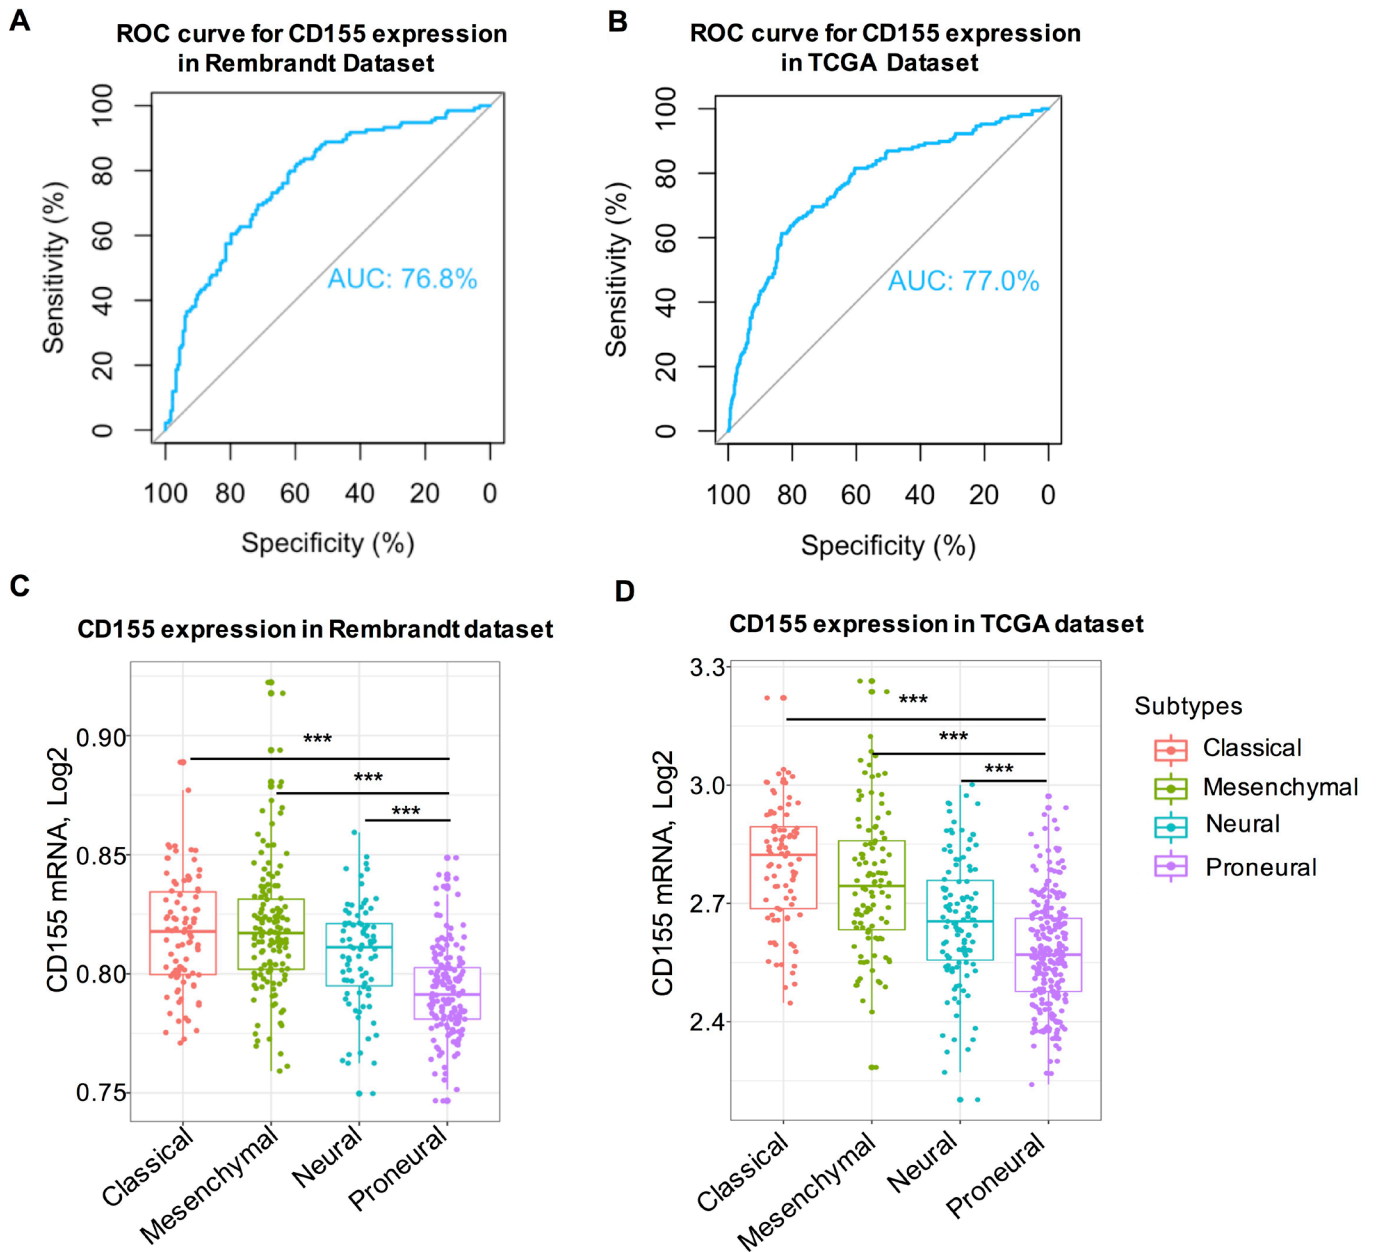 A
ROC curve for CD155 expression
in Rembrandt Dataset
100
80
60
40
20
0
Sensitivity (%)
AUC: 76.8%
100 80 60 40 20 0
Specificity (%)
B
ROC curve for CD155 expression
in TCGA Dataset
100
80
60
40
20
0
Sensitivity (%)
AUC: 77.0%
100 80 60 40 20 0
Specificity (%)
C
CD155 expression in Rembrandt dataset
0.90
0.85
0.80
0.75
CD155 mRNA, Log2
***
***
***
Classical
Mesenchymal
Neural
Proneural
D
CD155 expression in TCGA dataset
3.3
3.0
2.7
2.4
CD155 mRNA, Log2
***
***
***
Classical
Mesenchymal
Neural
Proneural
Subtypes
Classical
Mesenchymal
Neural
Proneural